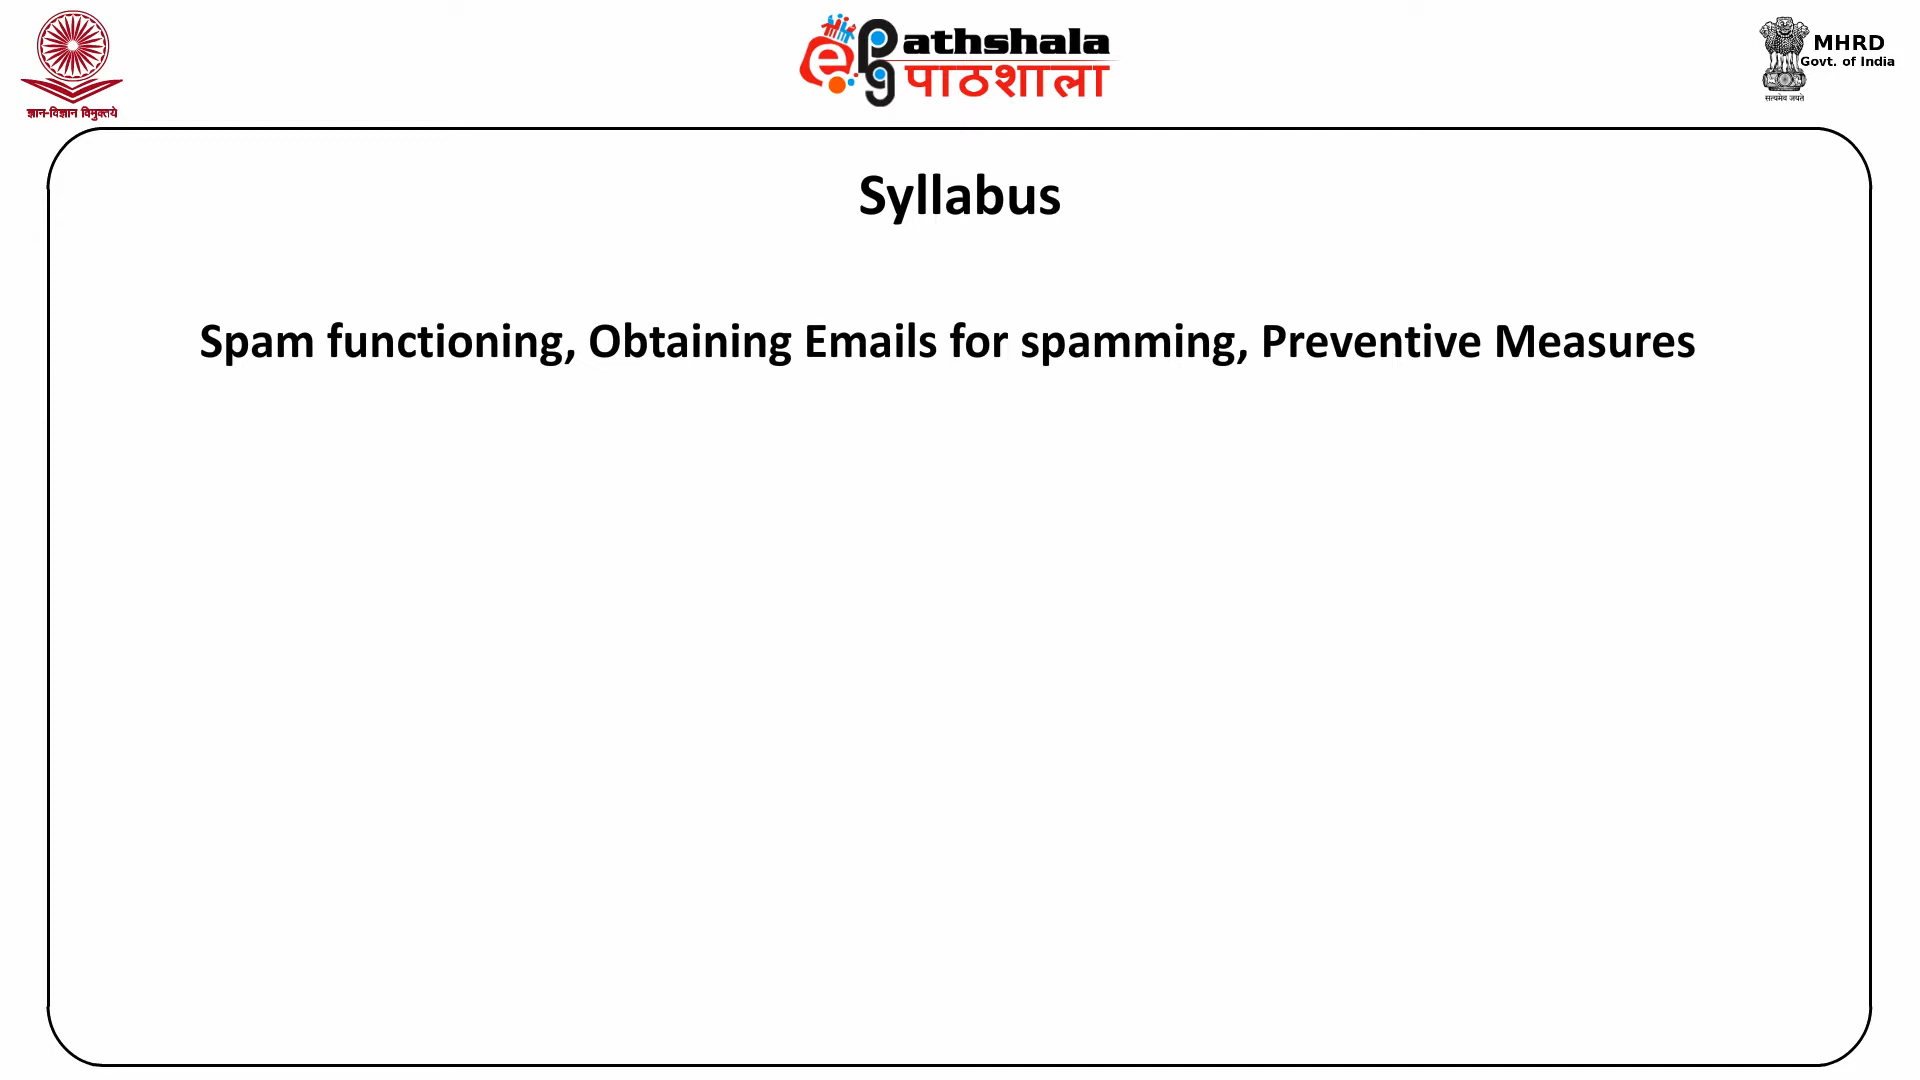 ज्ञान-विज्ञान विमुक्तये
e
pg
athshala
पाठशाला
MHRD
Govt. of India
सत्यमेव जयते
Syllabus
Spam functioning, Obtaining Emails for spamming, Preventive Measures